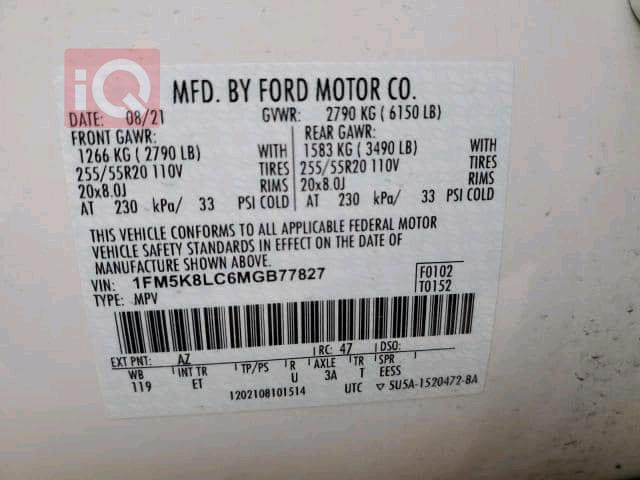 iQ
MFD. BY FORD MOTOR CO.
DATE: 08/21 GVWR: 2790 KG ( 6150 LB)
FRONT GAWR: REAR GAWR:
1266 KG ( 2790 LB) WITH 1583 KG ( 3490 LB) WITH
255/55R20 110V TIRES 255/55R20 110V TIRES
20x8.0J RIMS 20x8.0J RIMS
AT 230 kPa/ 33 PSI COLD AT 230 kPa/ 33 PSI COLD
THIS VEHICLE CONFORMS TO ALL APPLICABLE FEDERAL MOTOR
VEHICLE SAFETY STANDARDS IN EFFECT ON THE DATE OF
MANUFACTURE SHOWN ABOVE.
VIN: 1FM5K8LC6MGB77827 F0102
TYPE: MPV T0152
EXT PNT: AZ RC: 47 DSO:
WB INT TR TP/PS R AXLE TR SPR
119 ET U 3A T EESS
1202108101514 UTC ▽ 5U5A-1520472-BA